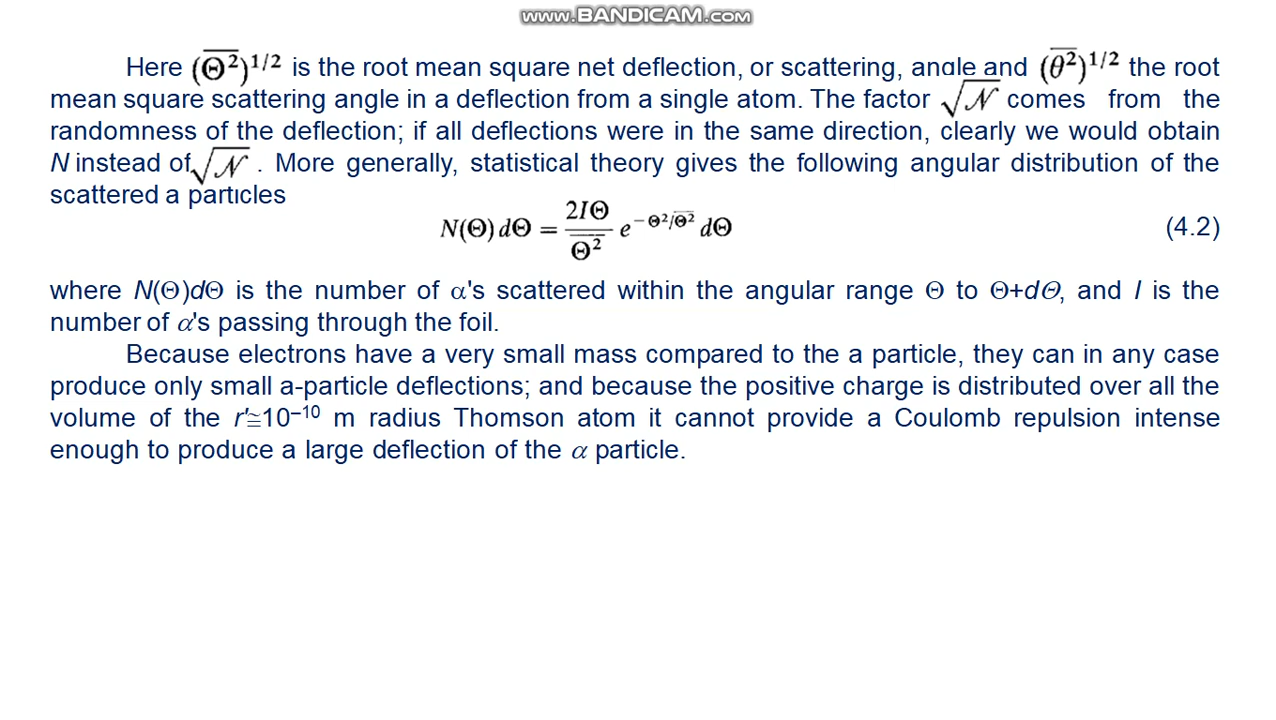 www.BANDICAM.com
Here (Θ̅²)^1/2 is the root mean square net deflection, or scattering, angle and (θ̅²)^1/2 the root
mean square scattering angle in a deflection from a single atom. The factor √𝒩 comes from the
randomness of the deflection; if all deflections were in the same direction, clearly we would obtain
N instead of √𝒩 . More generally, statistical theory gives the following angular distribution of the
scattered a particles
N(Θ) dΘ = 2IΘ/Θ̅² e^−Θ²/Θ̅² dΘ (4.2)
where N(Θ)dΘ is the number of α's scattered within the angular range Θ to Θ+dΘ, and I is the
number of α's passing through the foil.
Because electrons have a very small mass compared to the a particle, they can in any case
produce only small a-particle deflections; and because the positive charge is distributed over all the
volume of the r'≅10⁻¹⁰ m radius Thomson atom it cannot provide a Coulomb repulsion intense
enough to produce a large deflection of the α particle.